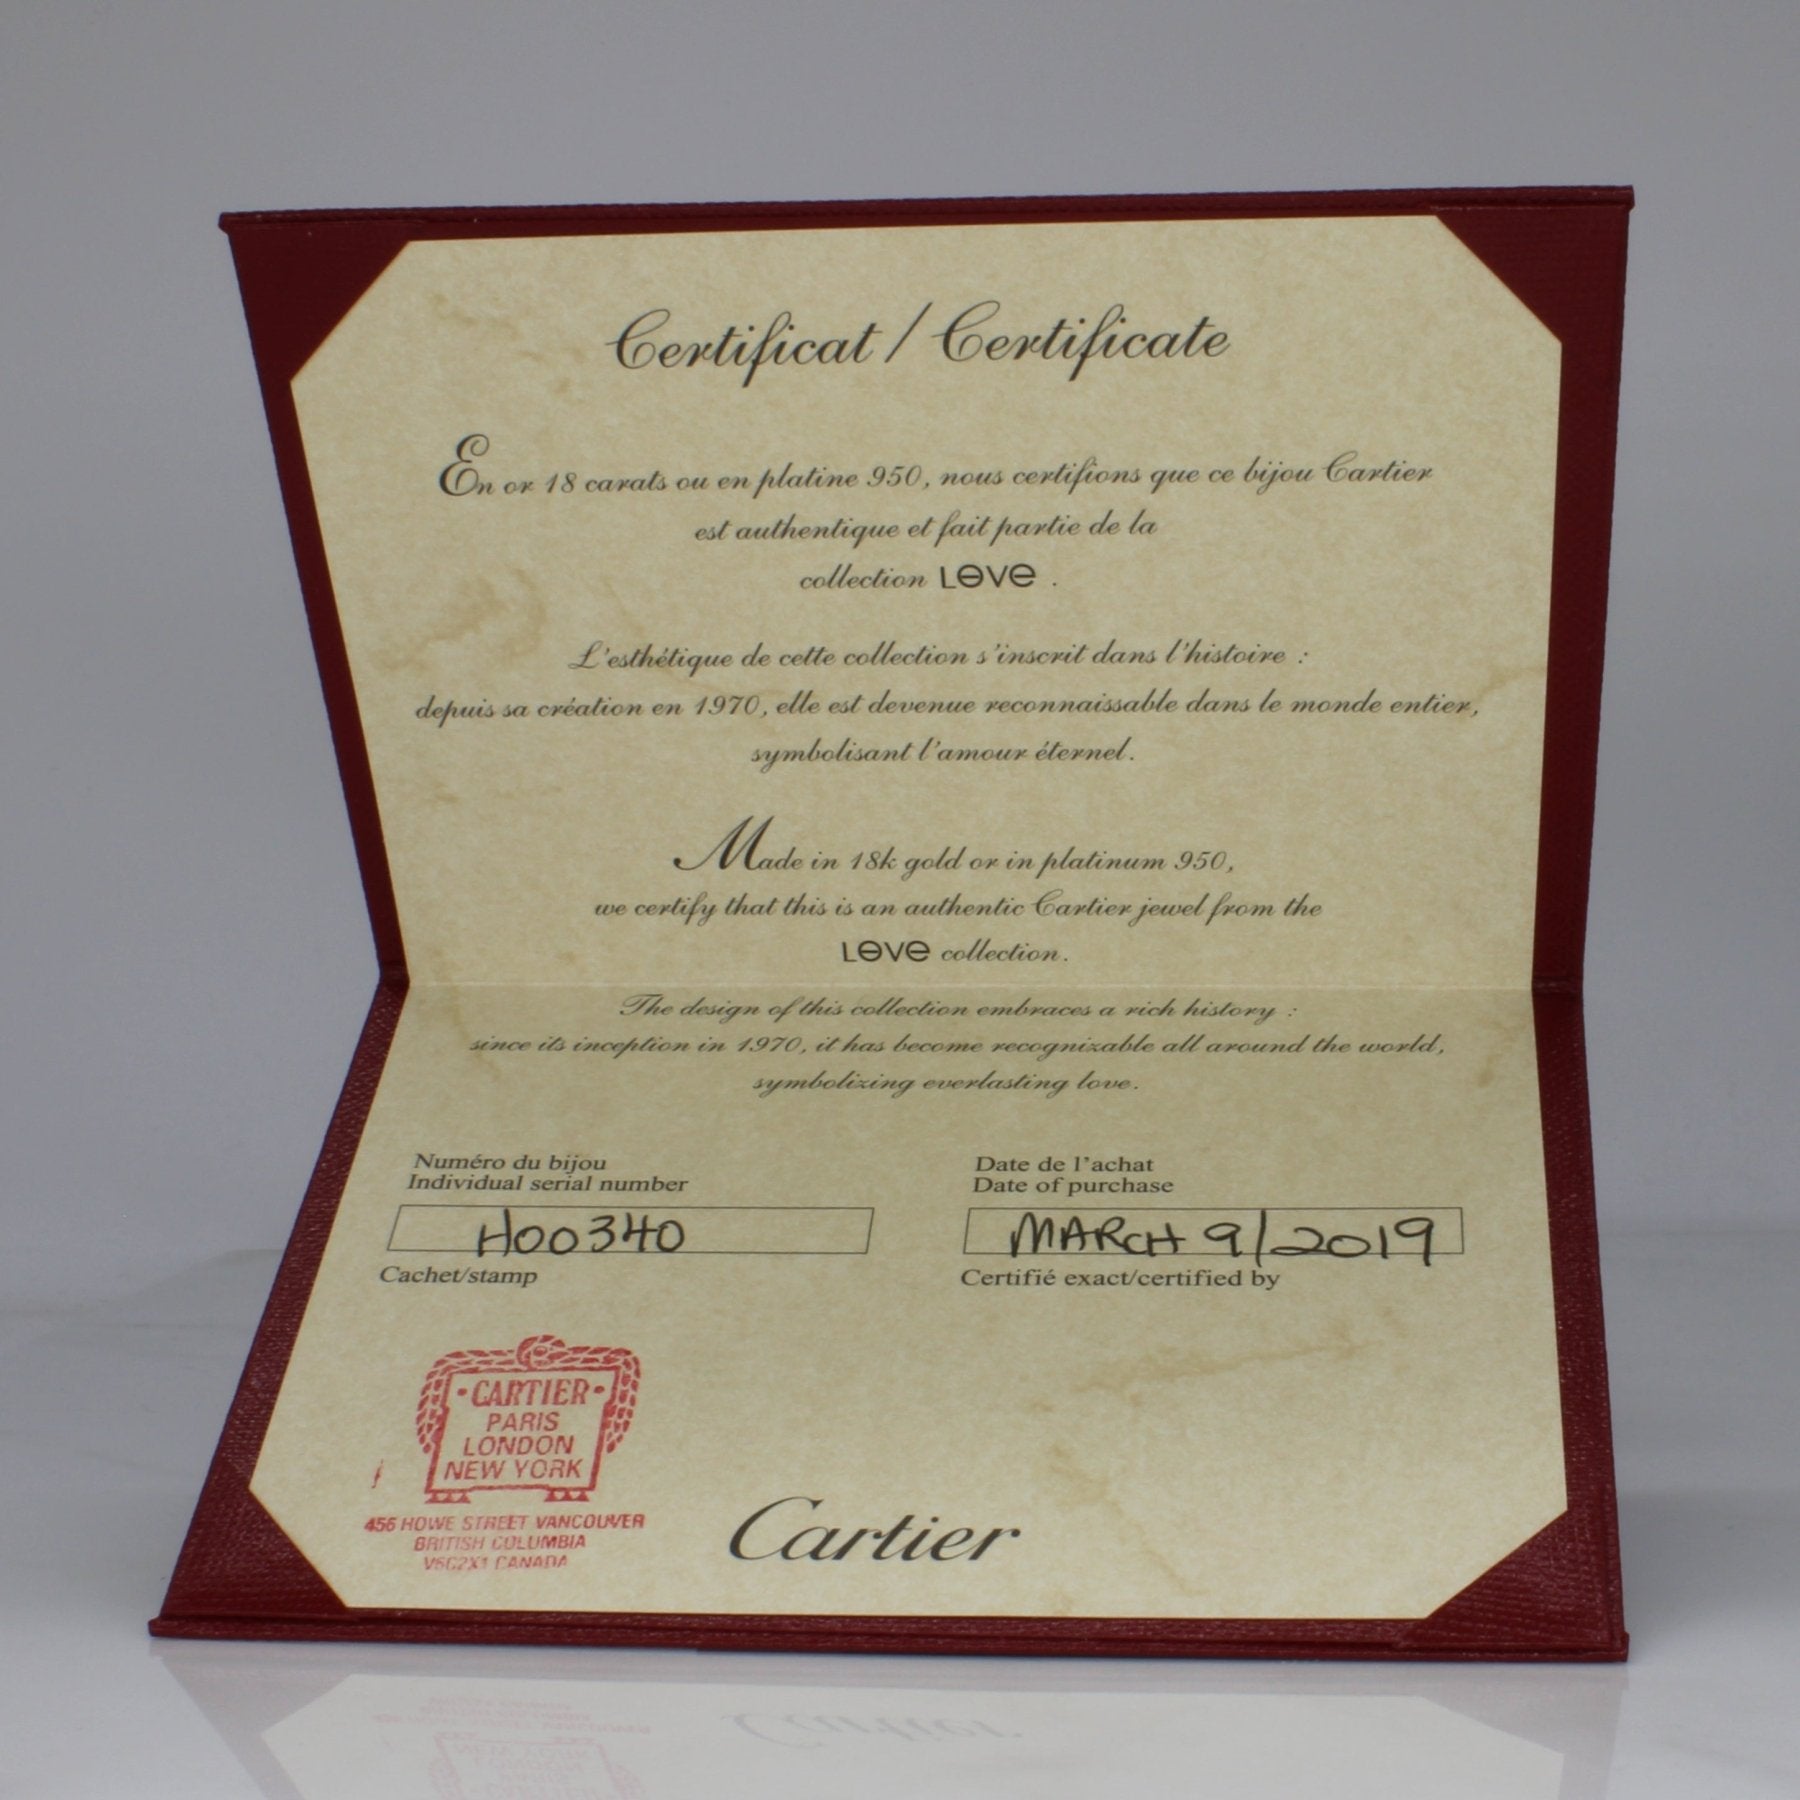 Certificat / Certificate
En or 18 carats ou en platine 950, nous certifions que ce bijou Cartier
est authentique et fait partie de la
collection LOVE .
L'esthétique de cette collection s'inscrit dans l'histoire :
depuis sa création en 1970, elle est devenue reconnaissable dans le monde entier,
symbolisant l'amour éternel.
Made in 18k gold or in platinum 950,
we certify that this is an authentic Cartier jewel from the
LOVE collection.
The design of this collection embraces a rich history :
since its inception in 1970, it has become recognizable all around the world,
symbolizing everlasting love.
Numéro du bijou
Individual serial number
H00340
Date de l'achat
Date of purchase
MARCH 9/2019
Cachet/stamp
Certifié exact/certified by
·CARTIER·
PARIS
LONDON
NEW YORK
456 HOWE STREET VANCOUVER
BRITISH COLUMBIA
V6C2X1 CANADA
Cartier